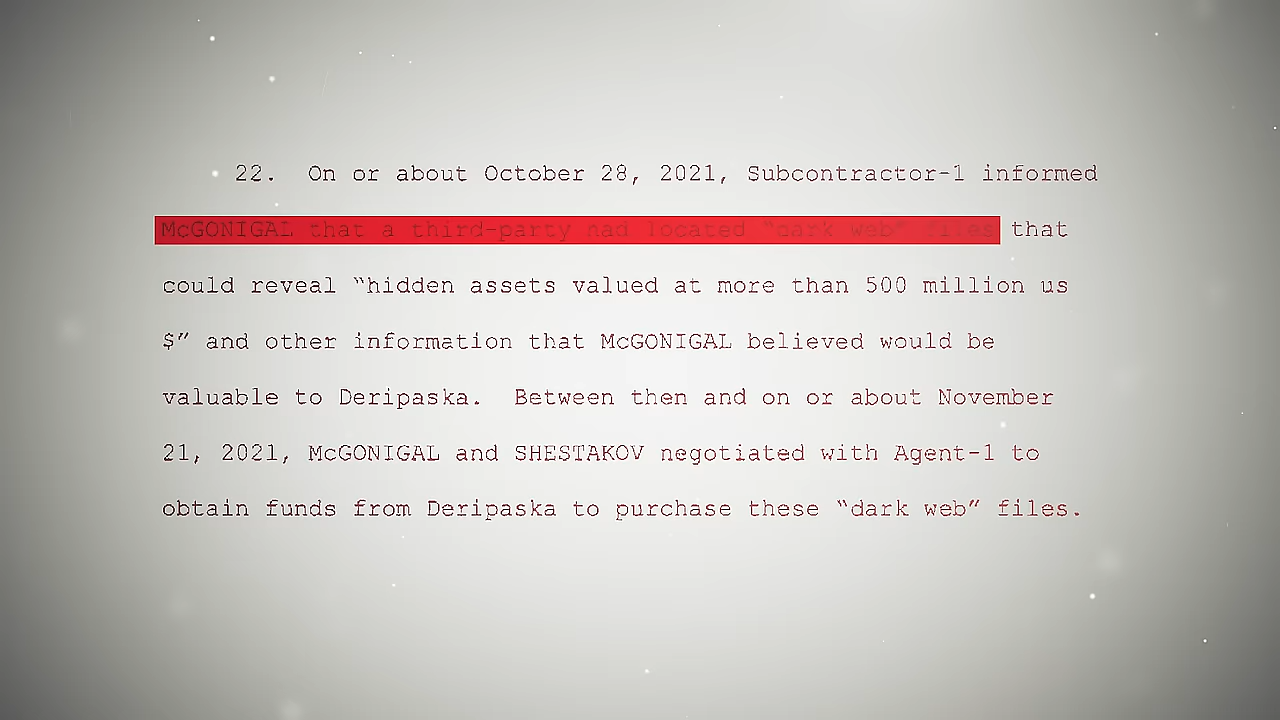 22. On or about October 28, 2021, Subcontractor-1 informed
McGONIGAL that a third-party had located “dark web” files that
could reveal “hidden assets valued at more than 500 million us
$” and other information that McGONIGAL believed would be
valuable to Deripaska. Between then and on or about November
21, 2021, McGONIGAL and SHESTAKOV negotiated with Agent-1 to
obtain funds from Deripaska to purchase these “dark web” files.